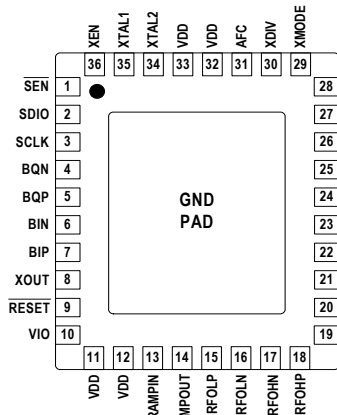 XEN
XTAL1
XTAL2
VDD
VDD
AFC
XDIV
XMODE
36 35 34 33 32 31 30 29
SEN 1
SDIO 2
SCLK 3
BQN 4
BQP 5
BIN 6
BIP 7
XOUT 8
RESET 9
VIO 10
GND
PAD
28
27
26
25
24
23
22
21
20
19
11 12 13 14 15 16 17 18
VDD
VDD
RAMPIN
MPOUT
RFOLP
RFOLN
RFOHN
RFOHP